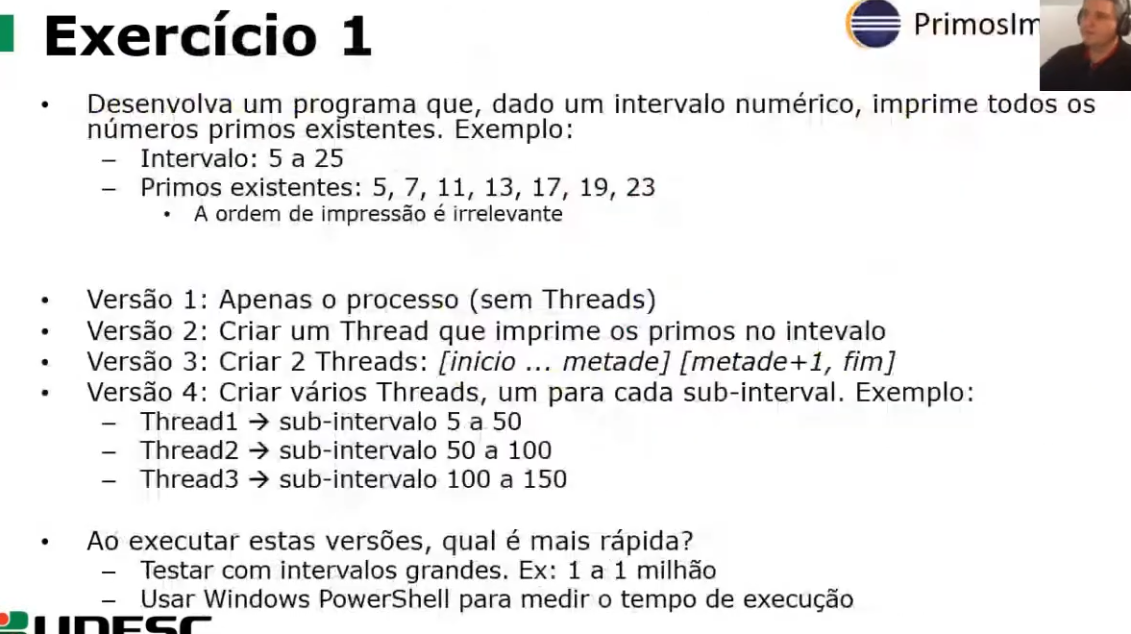 Exercício 1
PrimosIm
• Desenvolva um programa que, dado um intervalo numérico, imprime todos os
números primos existentes. Exemplo:
– Intervalo: 5 a 25
– Primos existentes: 5, 7, 11, 13, 17, 19, 23
• A ordem de impressão é irrelevante
• Versão 1: Apenas o processo (sem Threads)
• Versão 2: Criar um Thread que imprime os primos no intevalo
• Versão 3: Criar 2 Threads: [inicio ... metade] [metade+1, fim]
• Versão 4: Criar vários Threads, um para cada sub-interval. Exemplo:
– Thread1 → sub-intervalo 5 a 50
– Thread2 → sub-intervalo 50 a 100
– Thread3 → sub-intervalo 100 a 150
• Ao executar estas versões, qual é mais rápida?
– Testar com intervalos grandes. Ex: 1 a 1 milhão
– Usar Windows PowerShell para medir o tempo de execução
UDESC